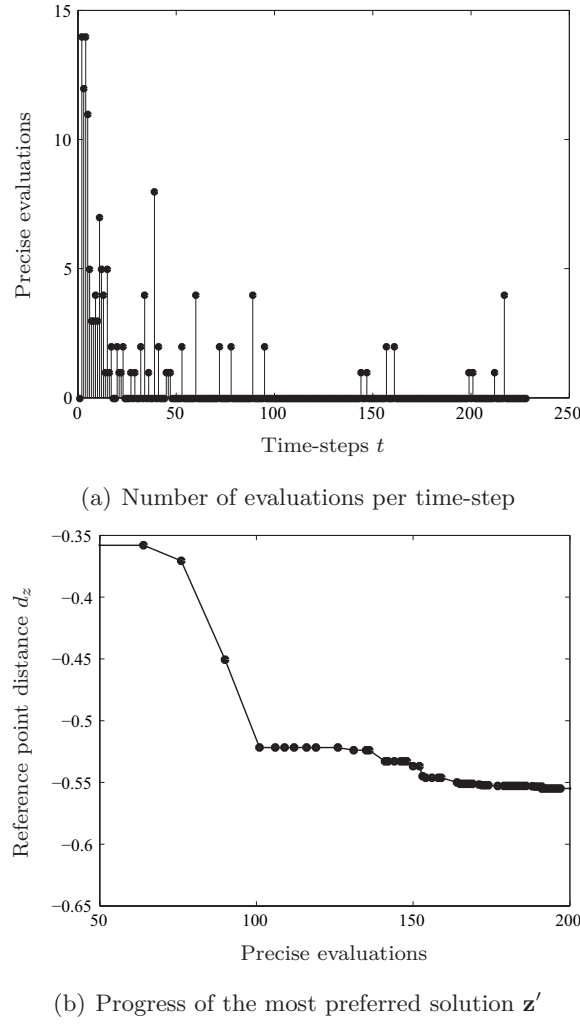 15
10
5
0
Precise evaluations
0 50 100 150 200 250
Time-steps t
(a) Number of evaluations per time-step
−0.35
−0.4
−0.45
−0.5
−0.55
−0.6
−0.65
Reference point distance d_z
50 100 150 200
Precise evaluations
(b) Progress of the most preferred solution z′